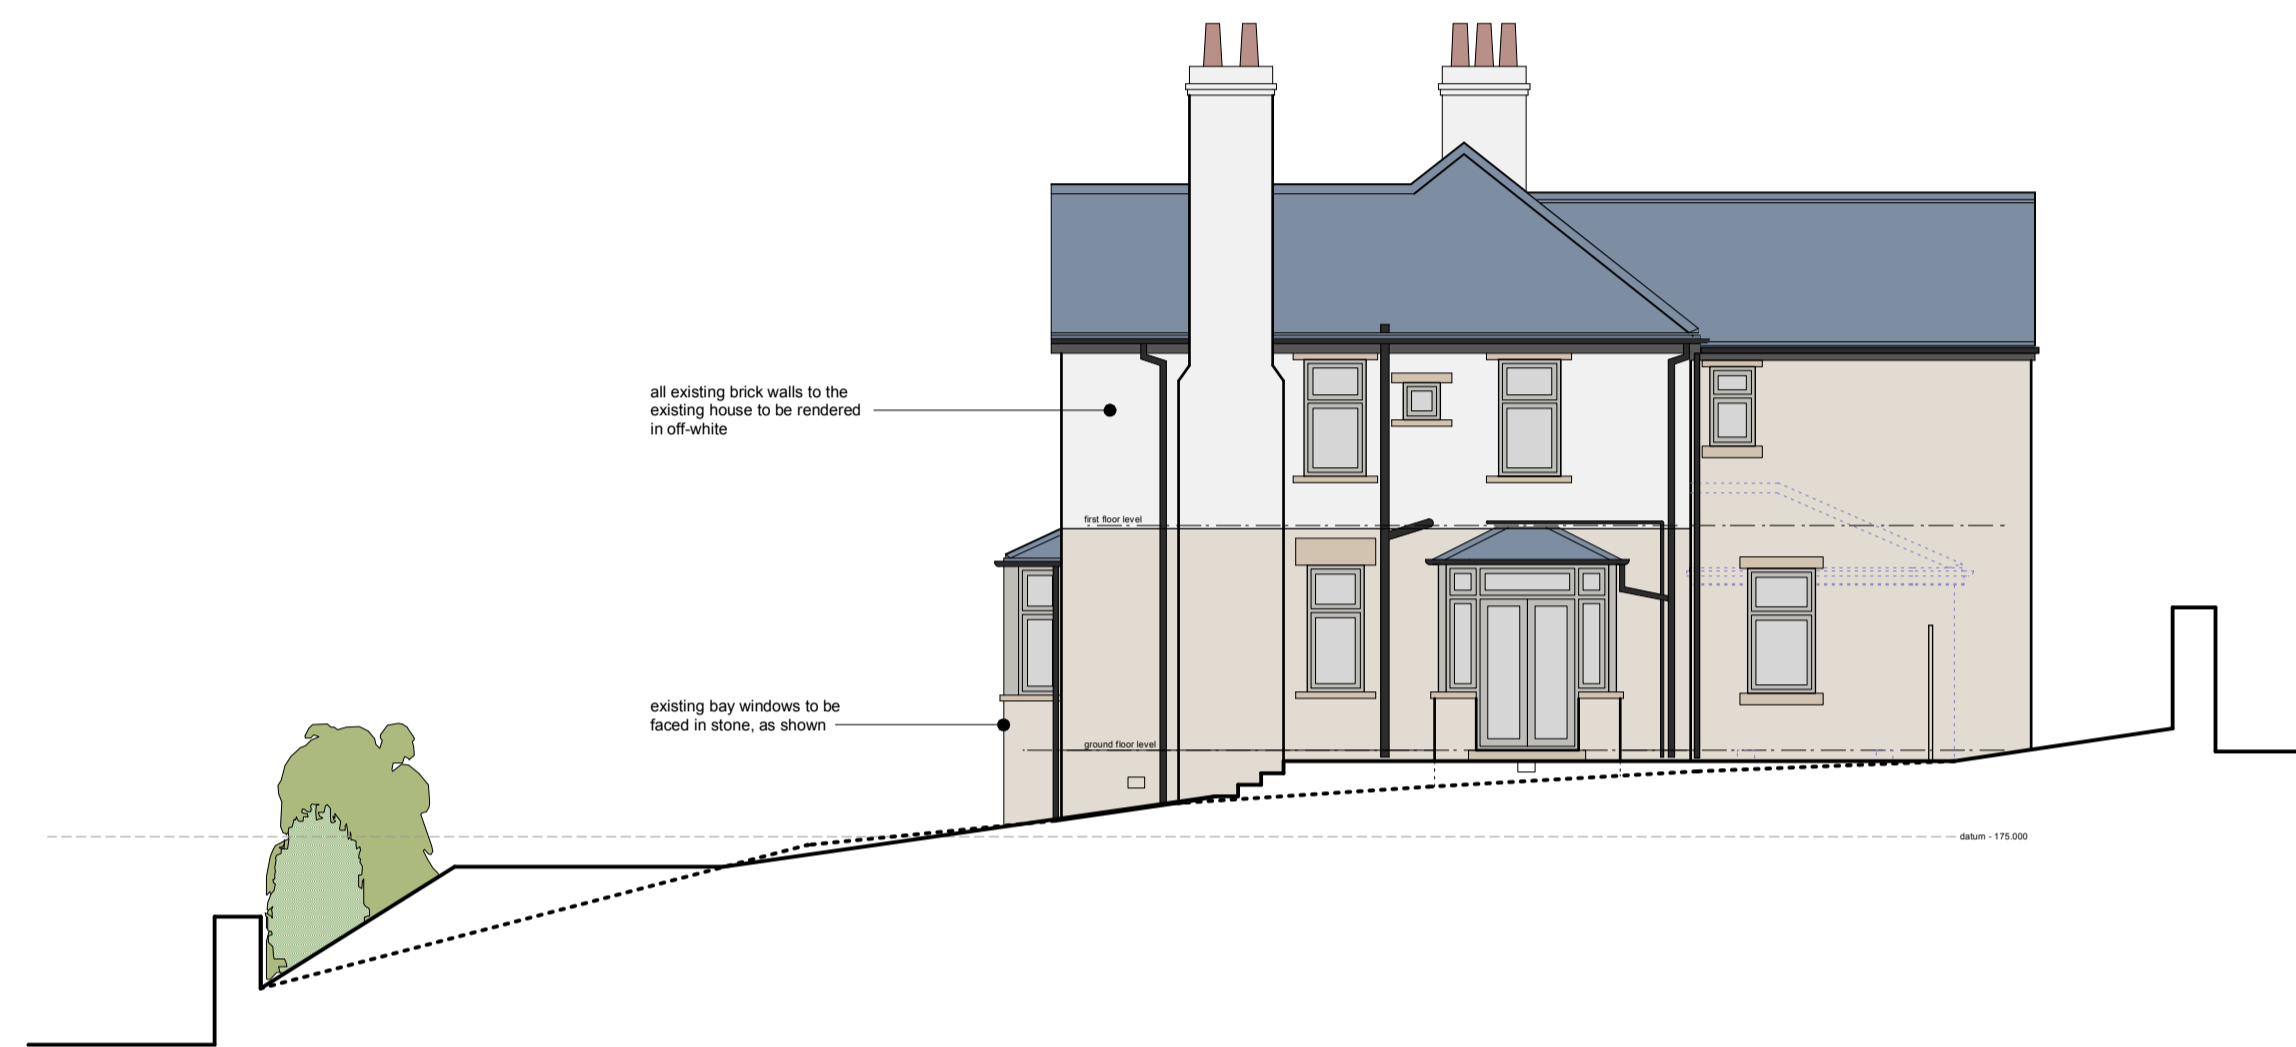 all existing brick walls to the
existing house to be rendered
in off-white
first floor level
existing bay windows to be
faced in stone, as shown
ground floor level
datum - 175.000